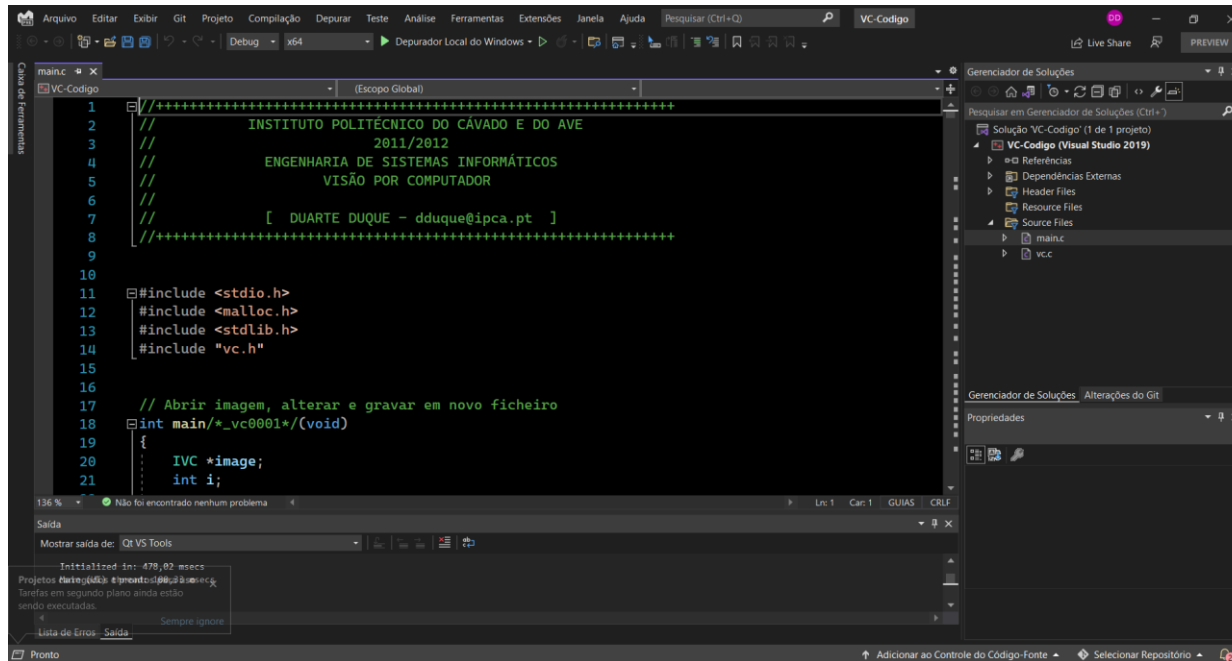 Arquivo Editar Exibir Git Projeto Compilação Depurar Teste Análise Ferramentas Extensões Janela Ajuda Pesquisar (Ctrl+Q) VC-Codigo DD
Debug x64 Depurador Local do Windows Live Share PREVIEW
Caixa de Ferramentas
main.c
VC-Codigo (Escopo Global)
1 //++++++++++++++++++++++++++++++++++++++++++++++++++++++++++++++
2 // INSTITUTO POLITÉCNICO DO CÁVADO E DO AVE
3 // 2011/2012
4 // ENGENHARIA DE SISTEMAS INFORMÁTICOS
5 // VISÃO POR COMPUTADOR
6 //
7 // [ DUARTE DUQUE - dduque@ipca.pt ]
8 //++++++++++++++++++++++++++++++++++++++++++++++++++++++++++++++
9
10
11 #include <stdio.h>
12 #include <malloc.h>
13 #include <stdlib.h>
14 #include "vc.h"
15
16
17 // Abrir imagem, alterar e gravar em novo ficheiro
18 int main/*_vc0001*/(void)
19 {
20 IVC *image;
21 int i;
136 % Não foi encontrado nenhum problema Ln: 1 Car: 1 GUIAS CRLF
Saída
Mostrar saída de: Qt VS Tools
Initialized in: 478,02 msecs
Projetos
Tarefas em segundo plano ainda estão
sendo executadas.
Sempre ignore
Lista de Erros Saída
Gerenciador de Soluções
Pesquisar em Gerenciador de Soluções (Ctrl+')
Solução 'VC-Codigo' (1 de 1 projeto)
VC-Codigo (Visual Studio 2019)
Referências
Dependências Externas
Header Files
Resource Files
Source Files
main.c
vc.c
Gerenciador de Soluções Alterações do Git
Propriedades
Pronto Adicionar ao Controle do Código-Fonte Selecionar Repositório